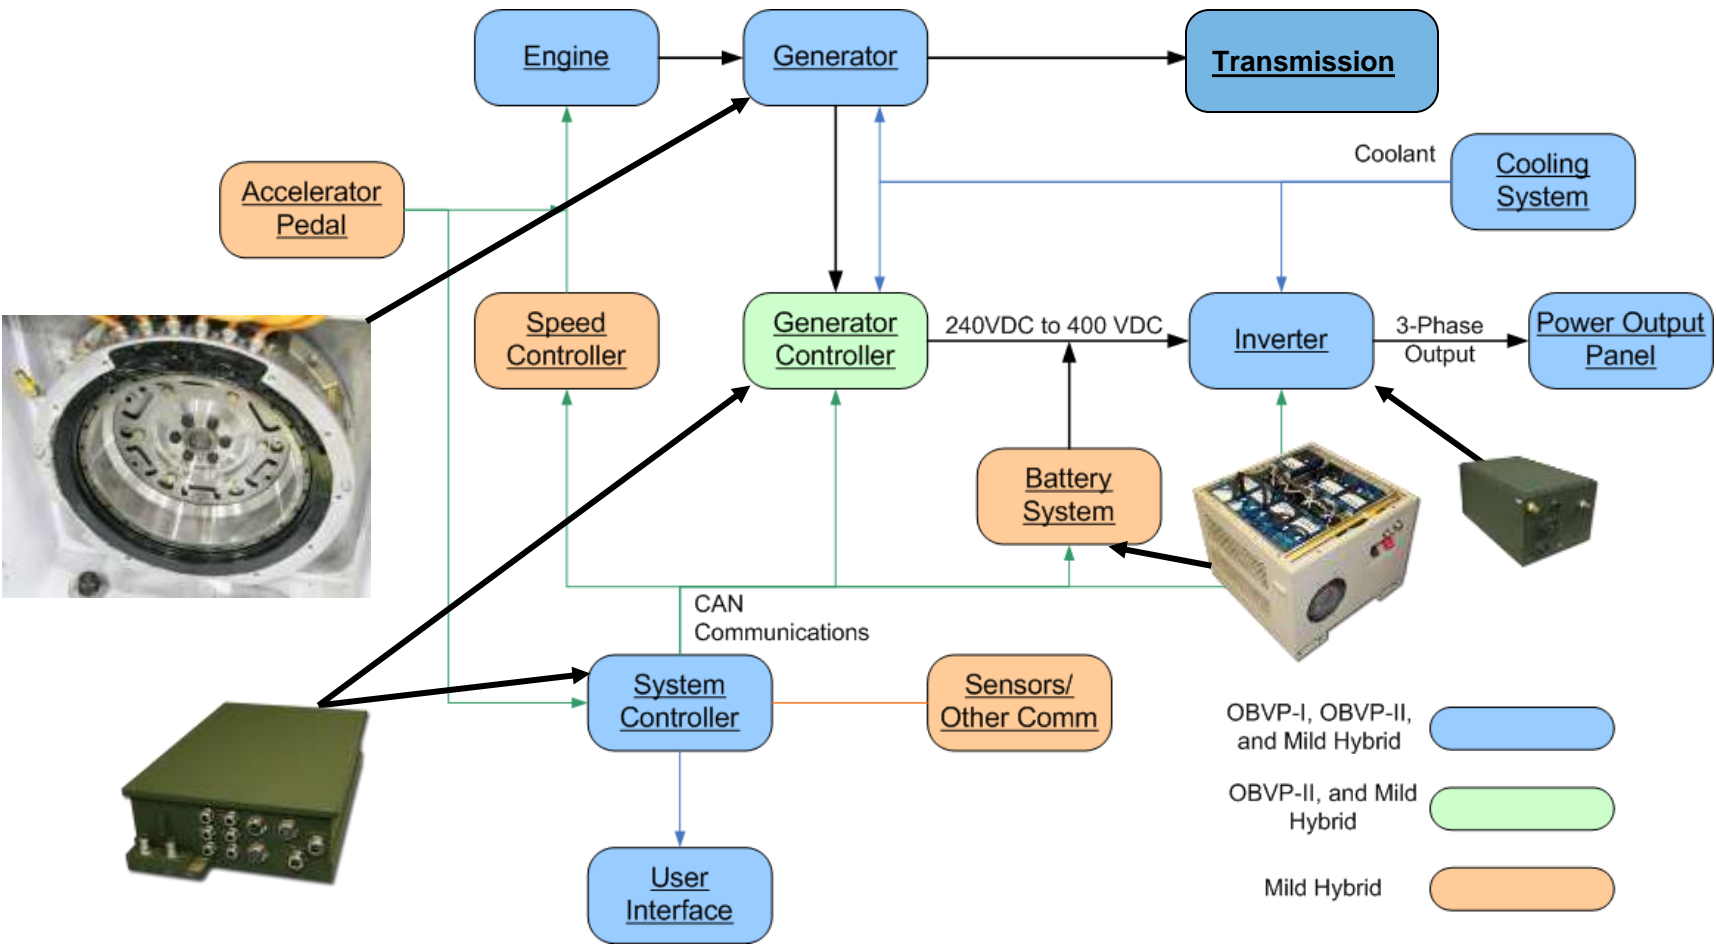 Engine
Generator
Transmission
Coolant
Cooling
System
Accelerator
Pedal
Speed
Controller
Generator
Controller
240VDC to 400 VDC
Inverter
3-Phase
Output
Power Output
Panel
Battery
System
CAN
Communications
System
Controller
Sensors/
Other Comm
User
Interface
OBVP-I, OBVP-II,
and Mild Hybrid
OBVP-II, and Mild
Hybrid
Mild Hybrid